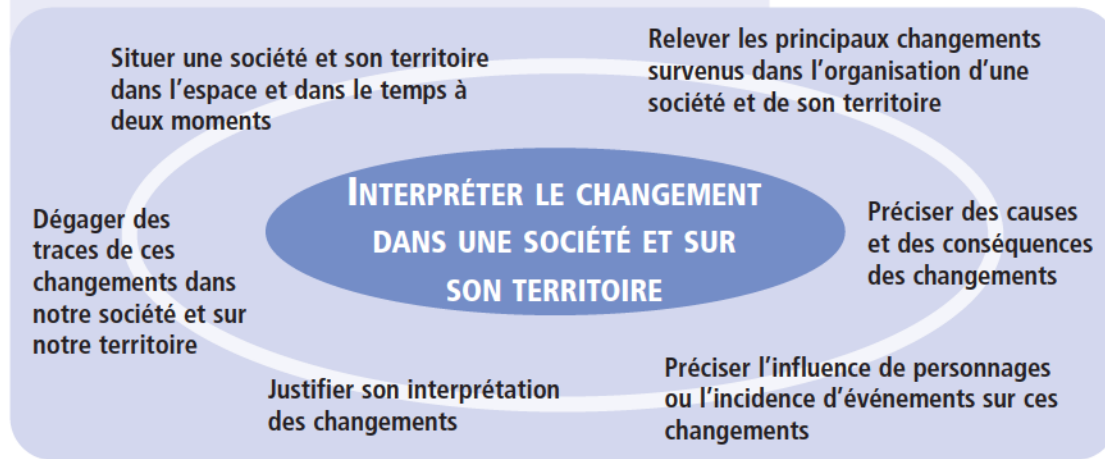 Situer une société et son territoire
dans l'espace et dans le temps à
deux moments
Relever les principaux changements
survenus dans l'organisation d'une
société et de son territoire
INTERPRÉTER LE CHANGEMENT
DANS UNE SOCIÉTÉ ET SUR
SON TERRITOIRE
Dégager des
traces de ces
changements dans
notre société et sur
notre territoire
Préciser des causes
et des conséquences
des changements
Justifier son interprétation
des changements
Préciser l'influence de personnages
ou l'incidence d'événements sur ces
changements